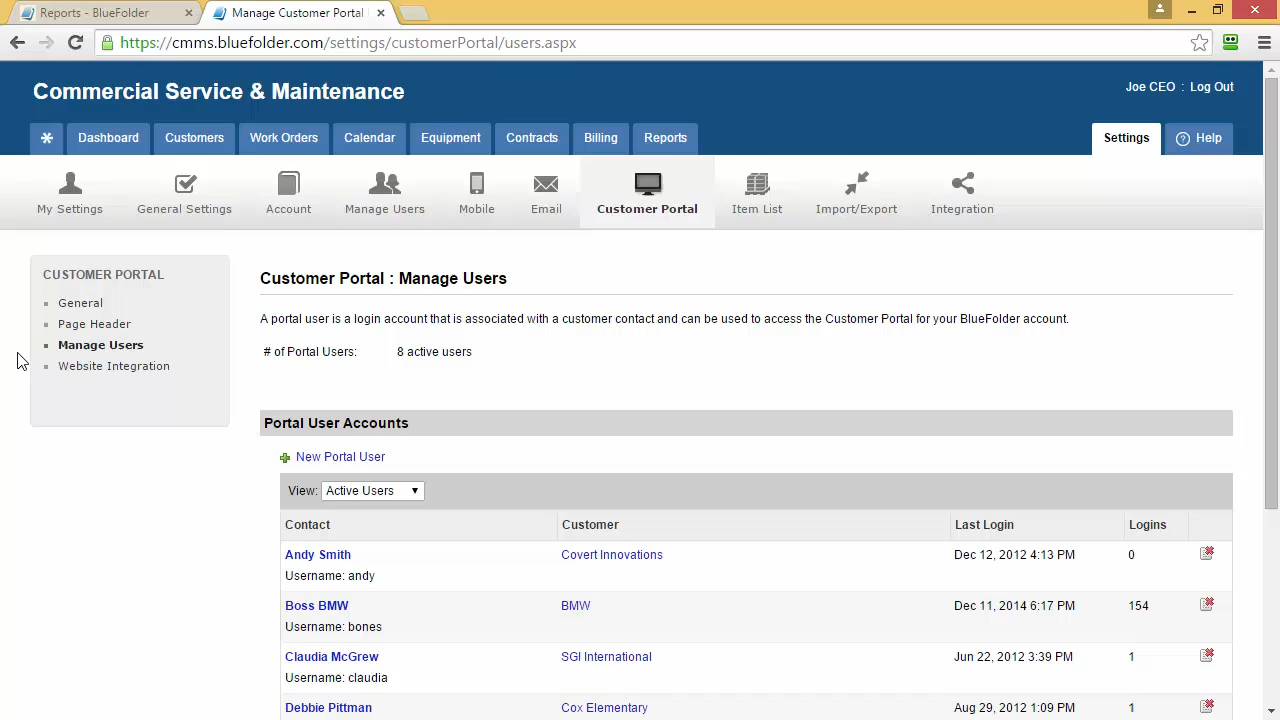 Reports - BlueFolder
Manage Customer Portal
https://cmms.bluefolder.com/settings/customerPortal/users.aspx
Commercial Service & Maintenance
Joe CEO : Log Out
Dashboard Customers Work Orders Calendar Equipment Contracts Billing Reports Settings Help
My Settings General Settings Account Manage Users Mobile Email Customer Portal Item List Import/Export Integration
CUSTOMER PORTAL
General
Page Header
Manage Users
Website Integration
Customer Portal : Manage Users
A portal user is a login account that is associated with a customer contact and can be used to access the Customer Portal for your BlueFolder account.
# of Portal Users: 8 active users
Portal User Accounts
New Portal User
View: Active Users
Contact Customer Last Login Logins
Andy Smith Covert Innovations Dec 12, 2012 4:13 PM 0
Username: andy
Boss BMW BMW Dec 11, 2014 6:17 PM 154
Username: bones
Claudia McGrew SGI International Jun 22, 2012 3:39 PM 1
Username: claudia
Debbie Pittman Cox Elementary Aug 29, 2012 1:09 PM 1